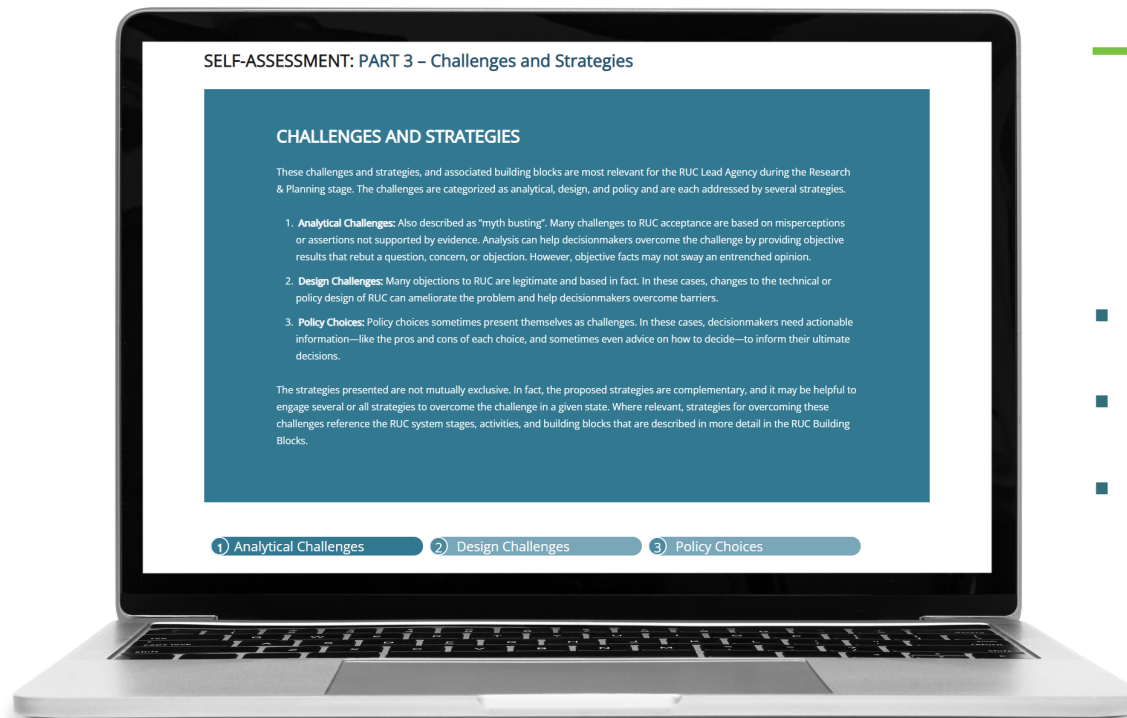 SELF-ASSESSMENT: PART 3 – Challenges and Strategies
CHALLENGES AND STRATEGIES
These challenges and strategies, and associated building blocks are most relevant for the RUC Lead Agency during the Research
& Planning stage. The challenges are categorized as analytical, design, and policy and are each addressed by several strategies.
1. Analytical Challenges: Also described as “myth busting”. Many challenges to RUC acceptance are based on misperceptions
or assertions not supported by evidence. Analysis can help decisionmakers overcome the challenge by providing objective
results that rebut a question, concern, or objection. However, objective facts may not sway an entrenched opinion.
2. Design Challenges: Many objections to RUC are legitimate and based in fact. In these cases, changes to the technical or
policy design of RUC can ameliorate the problem and help decisionmakers overcome barriers.
3. Policy Choices: Policy choices sometimes present themselves as challenges. In these cases, decisionmakers need actionable
information—like the pros and cons of each choice, and sometimes even advice on how to decide—to inform their ultimate
decisions.
The strategies presented are not mutually exclusive. In fact, the proposed strategies are complementary, and it may be helpful to
engage several or all strategies to overcome the challenge in a given state. Where relevant, strategies for overcoming these
challenges reference the RUC system stages, activities, and building blocks that are described in more detail in the RUC Building
Blocks.
1 Analytical Challenges
2 Design Challenges
3 Policy Choices